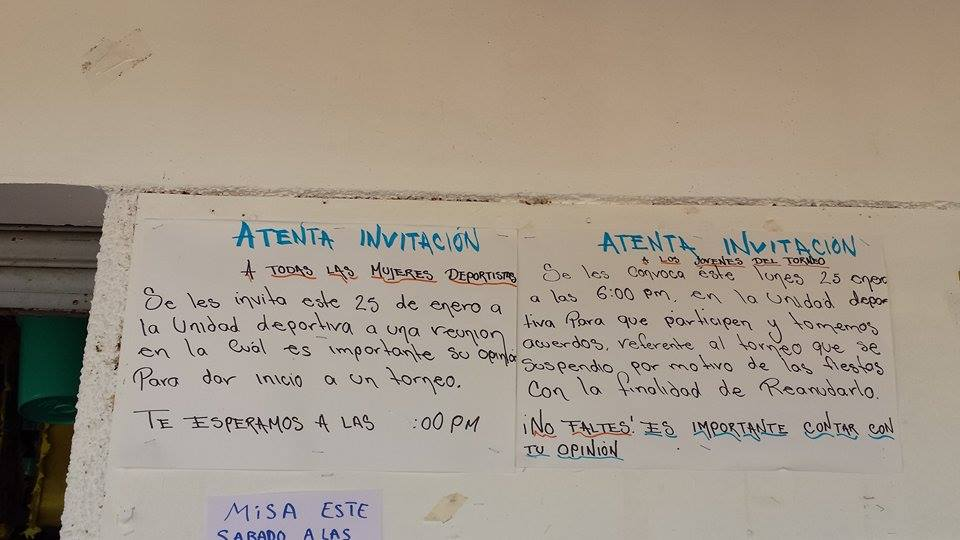 ATENTA INVITACIÓN
A TODAS LAS MUJERES DEPORTISTAS
Se les invita este 25 de enero a
la Unidad deportiva a una reunion
en la cuál es importante su opinión
Para dar inicio a un torneo.
TE ESPERAMOS A LAS :00 PM
ATENTA INVITACIÓN
A LOS JOVENES DEL TORNEO
Se les convoca este lunes 25 enero
a las 6:00 pm. en la unidad depor
tiva Para que participen y tomemos
acuerdos, referente al torneo que se
suspendio por motivo de las fiestas
Con la finalidad de Reanudarlo.
¡NO FALTES! ES IMPORTANTE CONTAR CON
TU OPINIÓN
MISA ESTE
SABADO A LAS